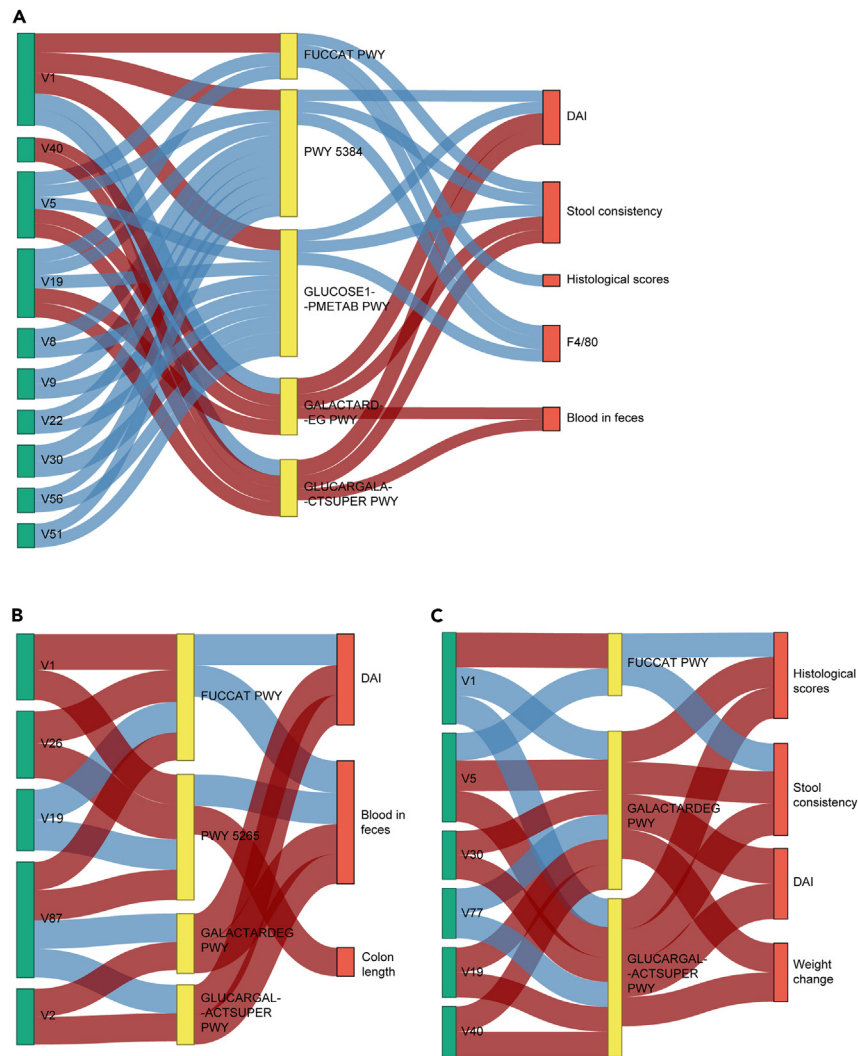 A
V1
V40
V5
V19
V8
V9
V22
V30
V56
V51
FUCCAT PWY
PWY 5384
GLUCOSE1-
-PMETAB PWY
GALACTARD-
-EG PWY
GLUCARGALA-
-CTSUPER PWY
DAI
Stool consistency
Histological scores
F4/80
Blood in feces
B
V1
V26
V19
V87
V2
FUCCAT PWY
PWY 5265
GALACTARDEG
PWY
GLUCARGAL-
-ACTSUPER
PWY
DAI
Blood in
feces
Colon
length
C
V1
V5
V30
V77
V19
V40
FUCCAT PWY
GALACTARDEG
PWY
GLUCARGAL-
-ACTSUPER
PWY
Histological
scores
Stool
consistency
DAI
Weight
change